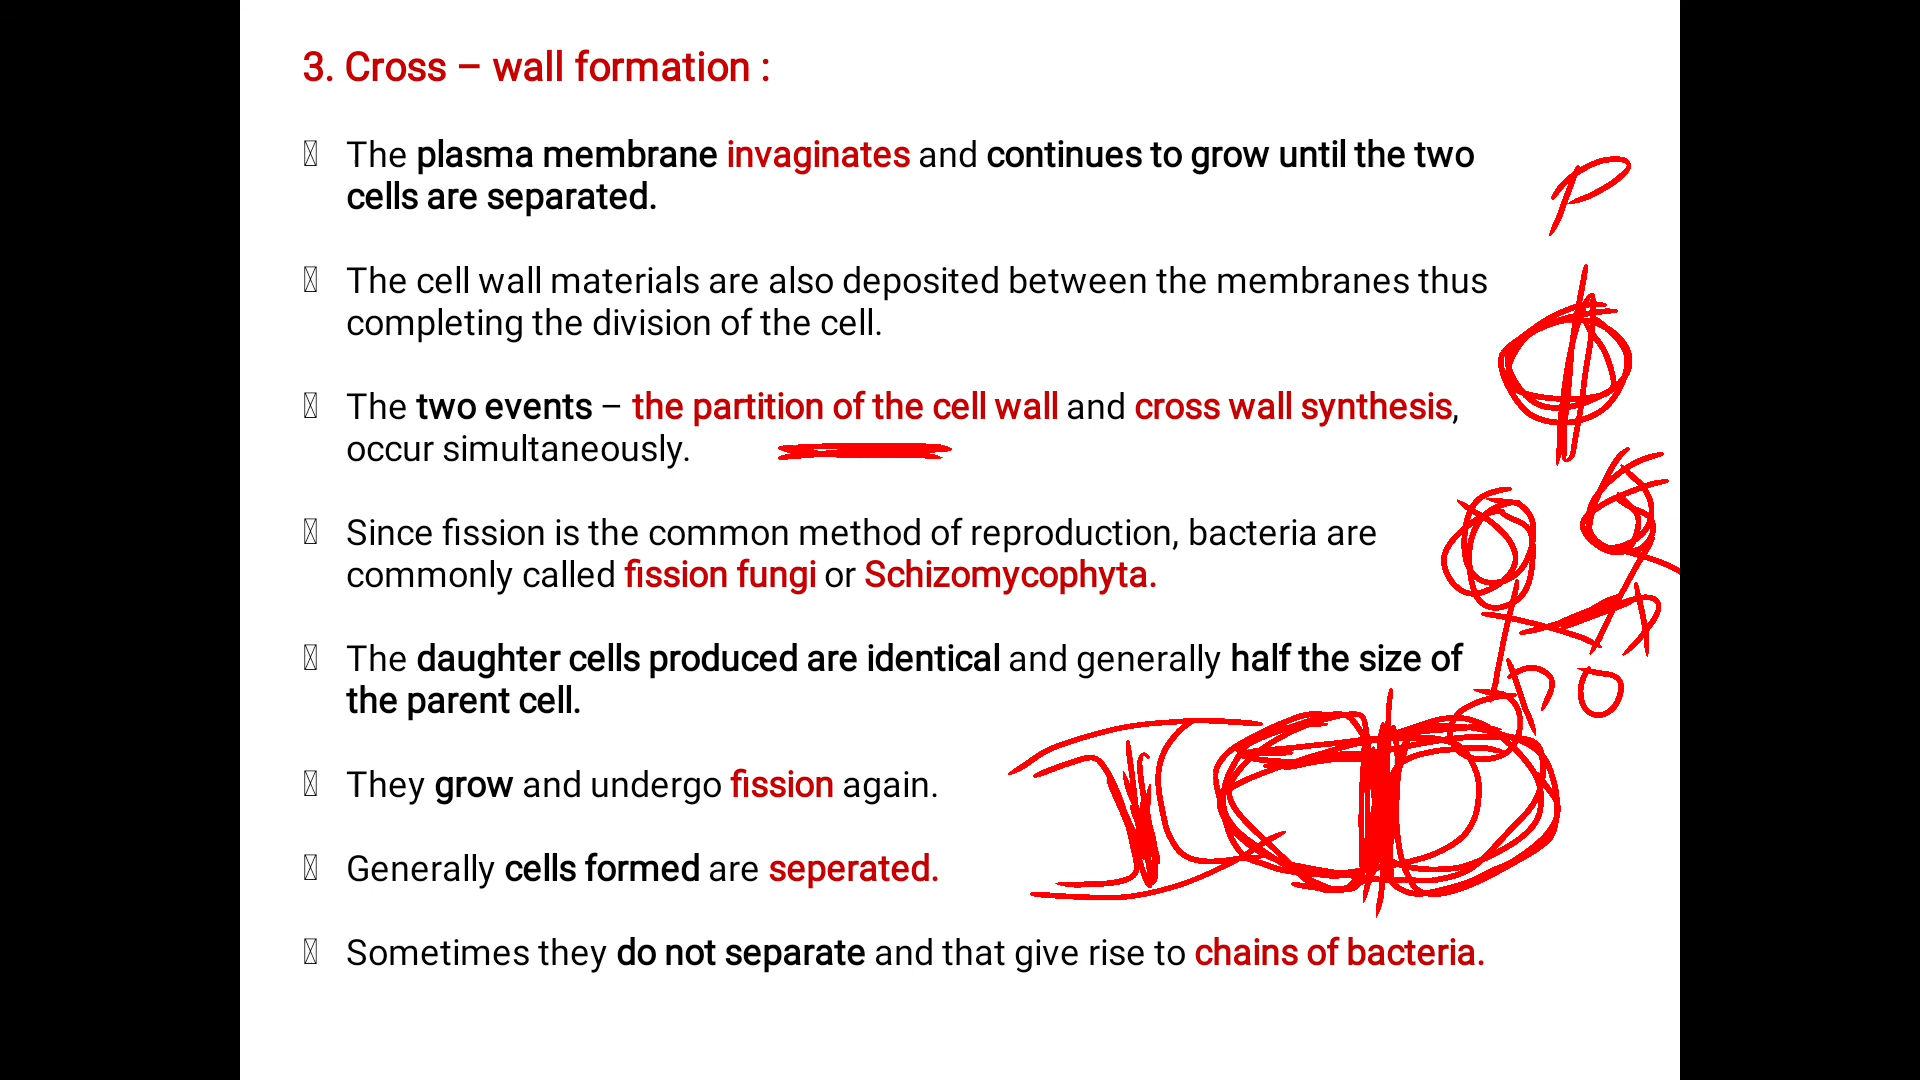 3. Cross – wall formation :
The plasma membrane invaginates and continues to grow until the two
cells are separated.
The cell wall materials are also deposited between the membranes thus
completing the division of the cell.
The two events – the partition of the cell wall and cross wall synthesis,
occur simultaneously.
Since fission is the common method of reproduction, bacteria are
commonly called fission fungi or Schizomycophyta.
The daughter cells produced are identical and generally half the size of
the parent cell.
They grow and undergo fission again.
Generally cells formed are seperated.
Sometimes they do not separate and that give rise to chains of bacteria.
P